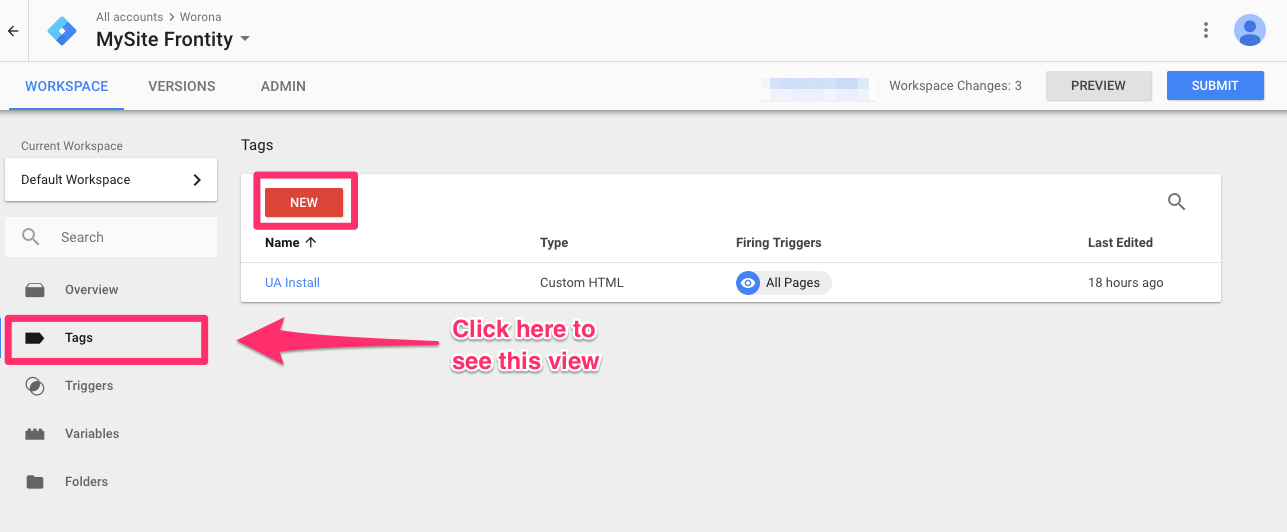 All accounts > Worona
MySite Frontity
WORKSPACE VERSIONS ADMIN
Workspace Changes: 3
PREVIEW
SUBMIT
Current Workspace
Default Workspace
Search
Overview
Tags
Triggers
Variables
Folders
Tags
NEW
Name Type Firing Triggers Last Edited
UA Install Custom HTML All Pages 18 hours ago
Click here to
see this view